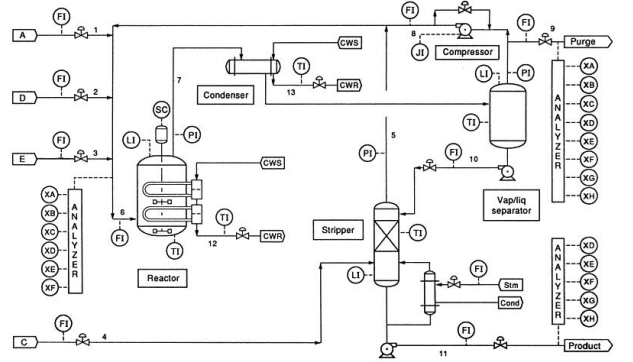 FI
FI
8
9
A
1
CWS
JI
Compressor
FI
Purge
7
LI
PI
XA
TI
XB
FI
Condenser
13
CWR
D
2
SC
TI
XC
ANALYZER
XD
LI
PI
5
XE
FI
FI
XF
E
3
PI
10
XG
CWS
XH
Vap/liq
separator
XA
XB
6
TI
XC
ANALYZER
FI
12
CWR
Stripper
TI
XD
TI
XD
XE
Reactor
LI
FI
XE
XF
Stm
XF
ANALYZER
Cond
XG
FI
XH
C
4
FI
11
Product